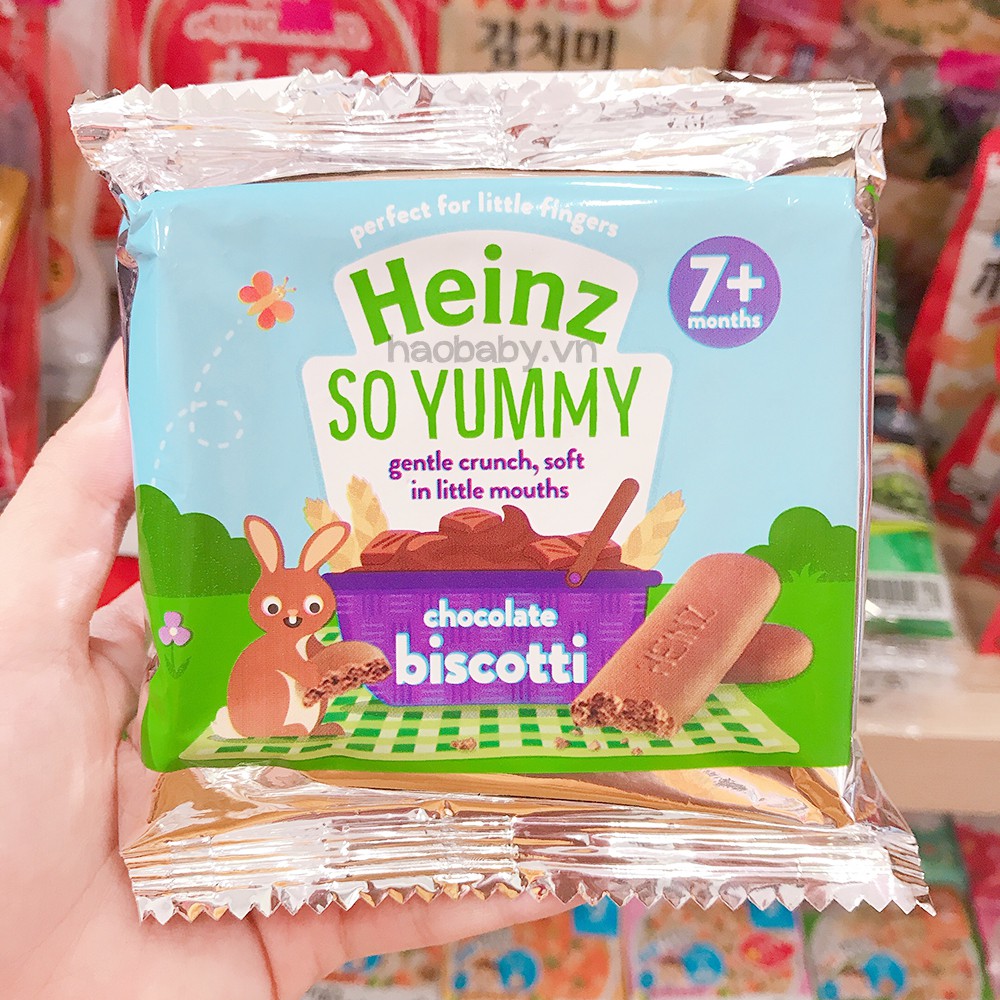 김치미
perfect for little fingers
Heinz
7+
months
haobaby.vn
SO YUMMY
gentle crunch, soft
in little mouths
chocolate
biscotti
HEINZ